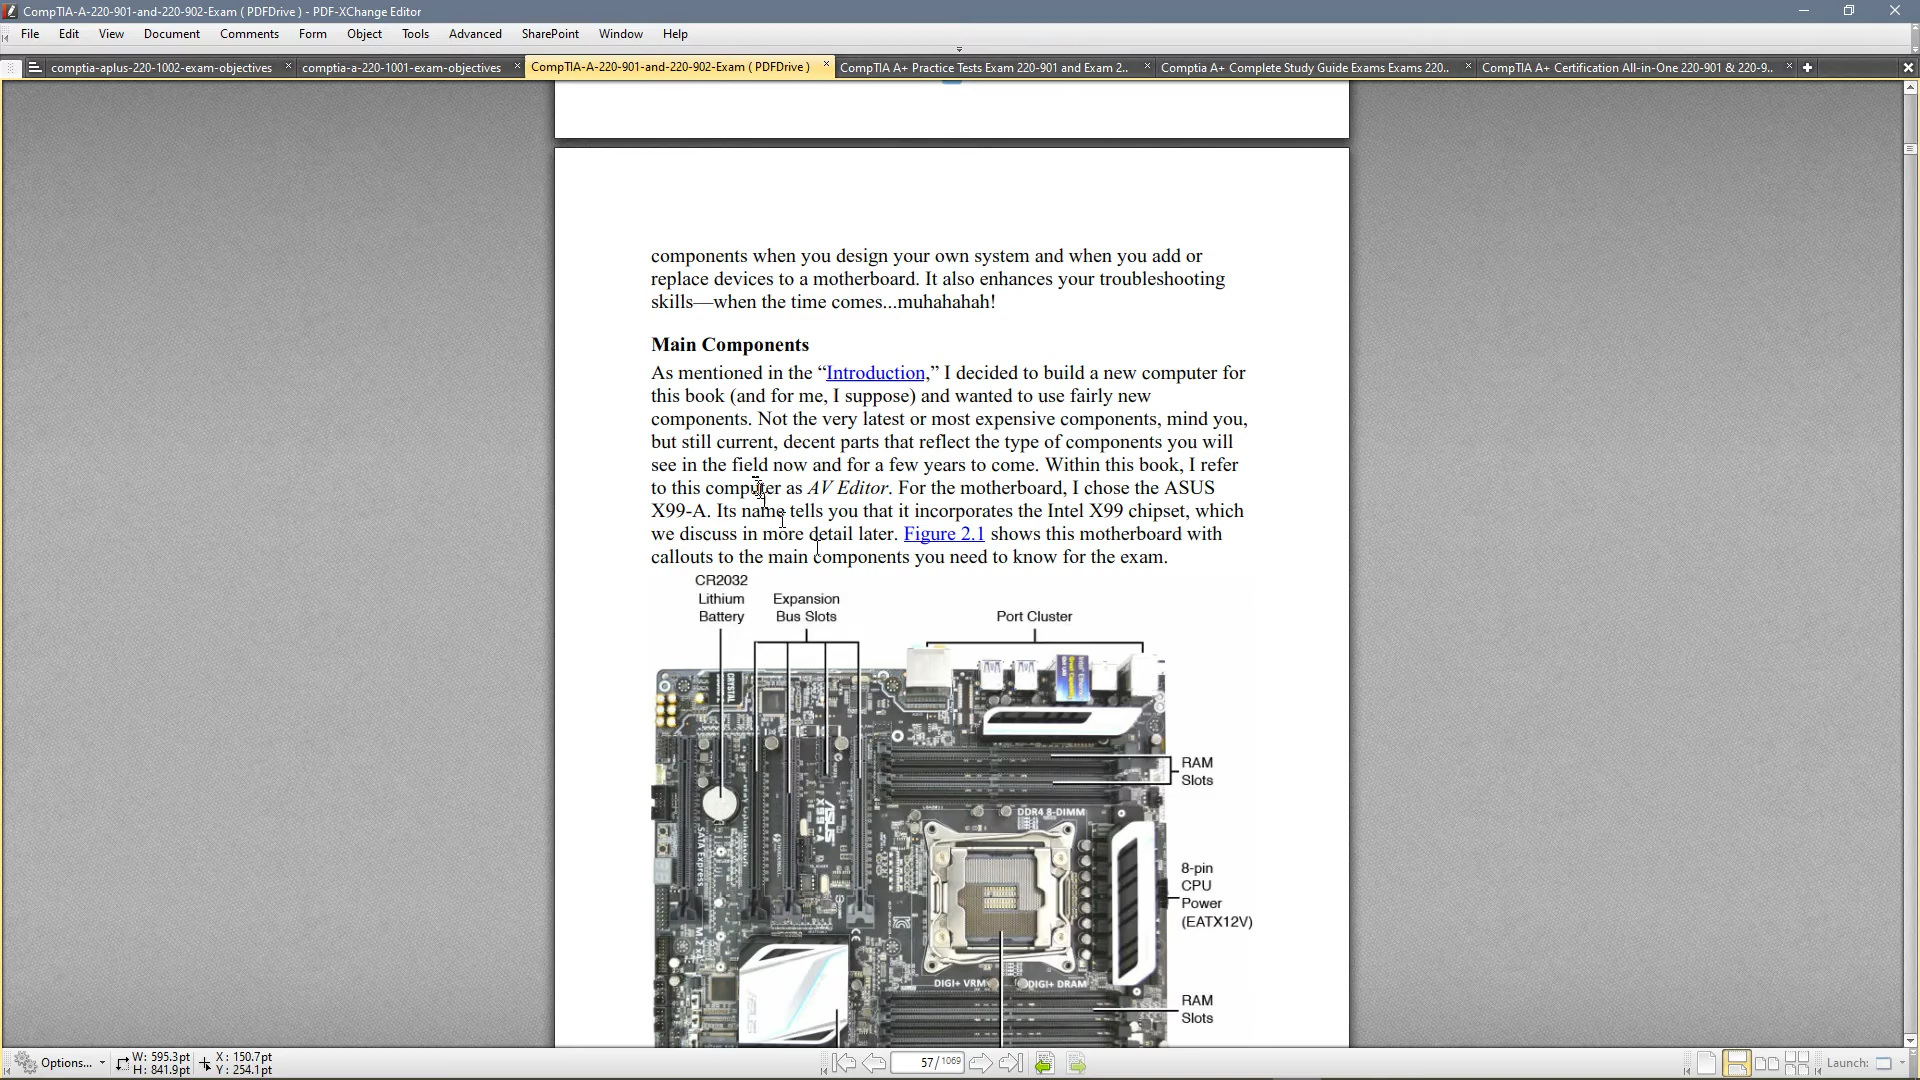 CompTIA-A-220-901-and-220-902-Exam ( PDFDrive ) - PDF-XChange Editor
File Edit View Document Comments Form Object Tools Advanced SharePoint Window Help
comptia-aplus-220-1002-exam-objectives
comptia-a-220-1001-exam-objectives
CompTIA-A-220-901-and-220-902-Exam ( PDFDrive )
CompTIA A+ Practice Tests Exam 220-901 and Exam 2..
Comptia A+ Complete Study Guide Exams Exams 220..
CompTIA A+ Certification All-in-One 220-901 & 220-9..
components when you design your own system and when you add or
replace devices to a motherboard. It also enhances your troubleshooting
skills—when the time comes...muhahahah!
Main Components
As mentioned in the “Introduction,” I decided to build a new computer for
this book (and for me, I suppose) and wanted to use fairly new
components. Not the very latest or most expensive components, mind you,
but still current, decent parts that reflect the type of components you will
see in the field now and for a few years to come. Within this book, I refer
to this computer as AV Editor. For the motherboard, I chose the ASUS
X99-A. Its name tells you that it incorporates the Intel X99 chipset, which
we discuss in more detail later. Figure 2.1 shows this motherboard with
callouts to the main components you need to know for the exam.
CR2032
Lithium
Battery
Expansion
Bus Slots
Port Cluster
CRYSTAL
RAM
Slots
ASUS
X99-A
DDR4 8-DIMM
SATA Express
8-pin
CPU
Power
(EATX12V)
M.2
DIGI+ VRM
DIGI+ DRAM
RAM
Slots
Options...
W: 595.3pt
H: 841.9pt
X: 150.7pt
Y: 254.1pt
57 / 1069
Launch: